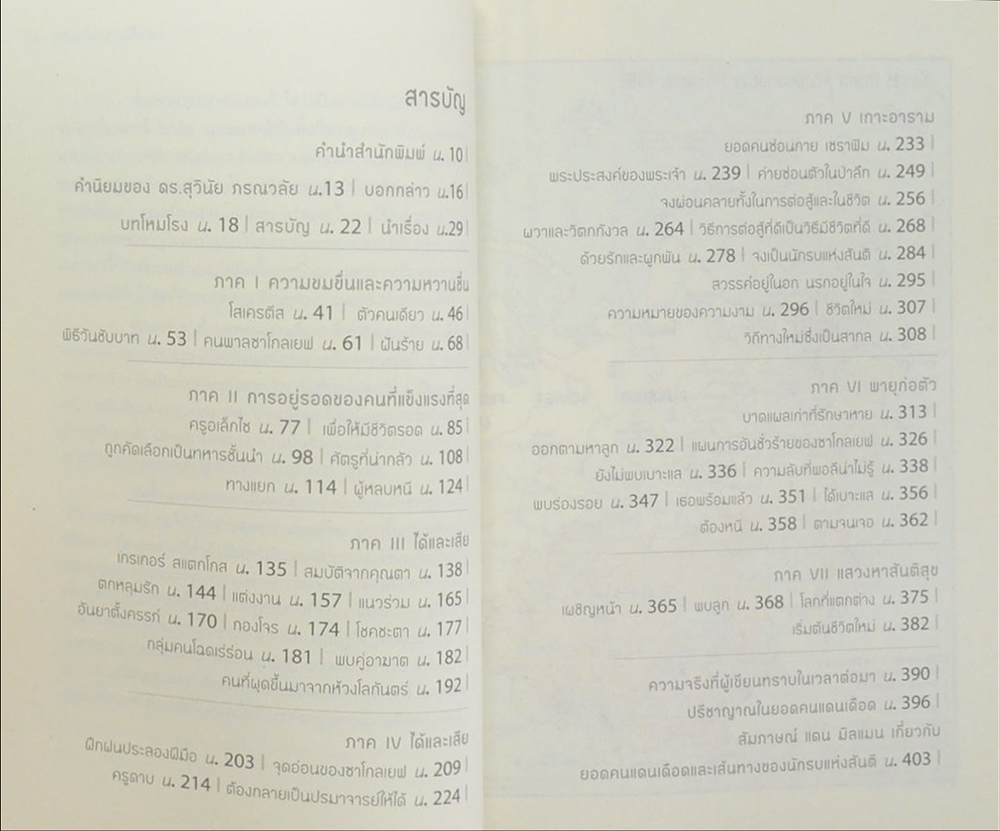 สารบัญ
คำนำสำนักพิมพ์ น. 10|
คำนิยมของ ดร.สุวินัย ภรณวลัย น.13 | บอกกล่าว น.16|
บทโหมโรง น. 18 | สารบัญ น. 22 | นำเรื่อง น.29|
ภาค I ความขมขื่นและความหวานชื่น
โสเครตีส น. 41 | ตัวคนเดียว น.46|
พิธีวันซับบาท น. 53 | คนพาลซาโกลเยฟ น. 61 | ฝันร้าย น. 68|
ภาค II การอยู่รอดของคนที่แข็งแรงที่สุด
ครูอเล็กไซ น. 77 | เพื่อให้มีชีวิตรอด น. 85|
ถูกคัดเลือกเป็นทหารชั้นนำ น. 98 | ศัตรูที่น่ากลัว น. 108|
ทางแยก น. 114 | ผู้หลบหนี น. 124|
ภาค III ได้และเสีย
เกรเกอร์ สแตกโกส น. 135 | สมบัติจากคุณตา น. 138|
ตกหลุมรัก น. 144 | แต่งงาน น. 157 | แนวร่วม น. 165|
อันยาตั้งครรภ์ น. 170 | กองโจร น. 174 | โชคชะตา น. 177|
กลุ่มคนโฉดเร่ร่อน น. 181 | พบคู่อาฆาต น. 182|
คนที่ผุดขึ้นมาจากห้วงโลกันตร์ น. 192|
ภาค IV ได้และเสีย
ฝึกฝนประลองฝีมือ น. 203 | จุดอ่อนของซาโกลเยฟ น. 209|
ครูดาบ น. 214 | ต้องกลายเป็นปรมาจารย์ให้ได้ น. 224|
ภาค V เกาะอาราม
ยอดคนซ่อนกาย เซราฟิม น. 233|
พระประสงค์ของพระเจ้า น. 239 | ค่ายซ่อนตัวในป่าลึก น. 249|
จงผ่อนคลายทั้งในการต่อสู้และในชีวิต น. 256|
ผวาและวิตกกังวล น. 264 | วิธีการต่อสู้ที่ดีเป็นวิธีมีชีวิตที่ดี น. 268|
ด้วยรักและผูกพัน น. 278 | จงเป็นนักรบแห่งสันติ น. 284|
สวรรค์อยู่ในอก นรกอยู่ในใจ น. 295|
ความหมายของความงาม น. 296 | ชีวิตใหม่ น. 307|
วิถีทางใหม่ซึ่งเป็นสากล น. 308|
ภาค VI พายุก่อตัว
บาดแผลเก่าที่รักษาหาย น. 313|
ออกตามหาลูก น. 322 | แผนการอันชั่วร้ายของซาโกลเยฟ น. 326|
ยังไม่พบเบาะแส น. 336 | ความลับที่พอลีน่าไม่รู้ น. 338|
พบร่องรอย น. 347 | เธอพร้อมแล้ว น. 351 | ได้เบาะแส น. 356|
ต้องหนี น. 358 | ตามจนเจอ น. 362|
ภาค VII แสวงหาสันติสุข
เผชิญหน้า น. 365 | พบลูก น. 368 | โลกที่แตกต่าง น. 375|
เริ่มต้นชีวิตใหม่ น. 382|
ความจริงที่ผู้เขียนทราบในเวลาต่อมา น. 390|
ปรีชาญาณในยอดคนแดนเดือด น. 396|
สัมภาษณ์ แดน มิลแมน เกี่ยวกับ
ยอดคนแดนเดือดและเส้นทางของนักรบแห่งสันติ น. 403|